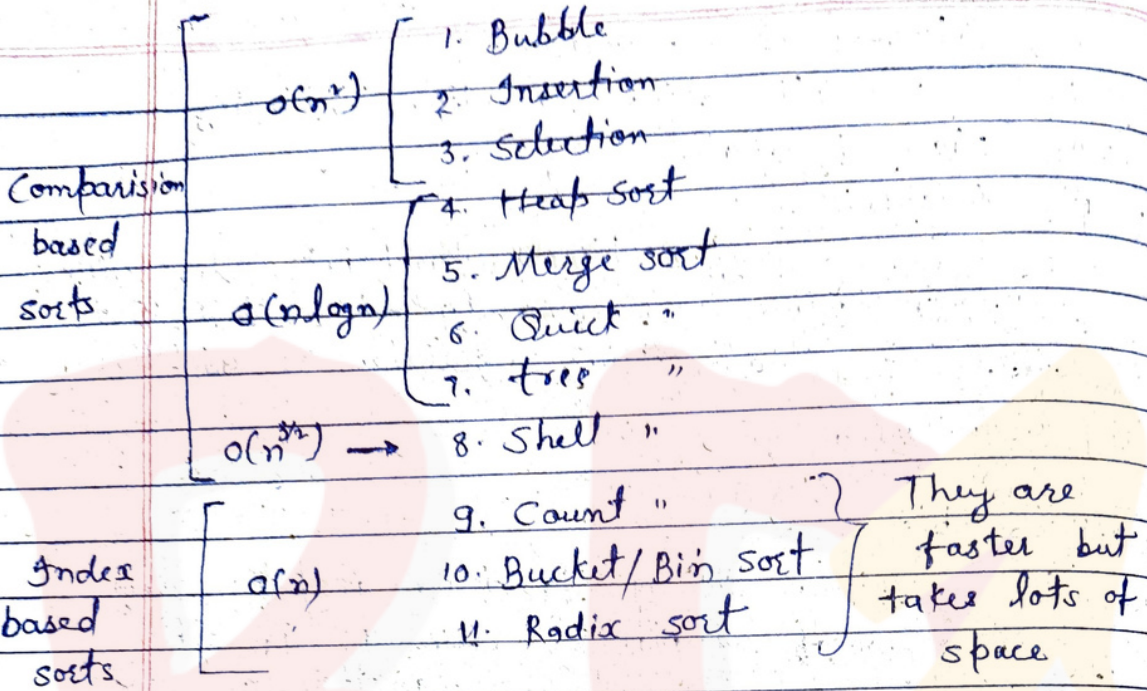 1. Bubble
o(n²) 2. Insertion
3. Selection
Comparision 4. Heap sort
based 5. Merge sort
sorts o(nlogn) 6. Quick "
7. tree "
o(n^3/2) → 8. Shell "
9. Count " They are
Index o(n) 10. Bucket/Bin sort faster but
based 11. Radix sort takes lots of
sorts space